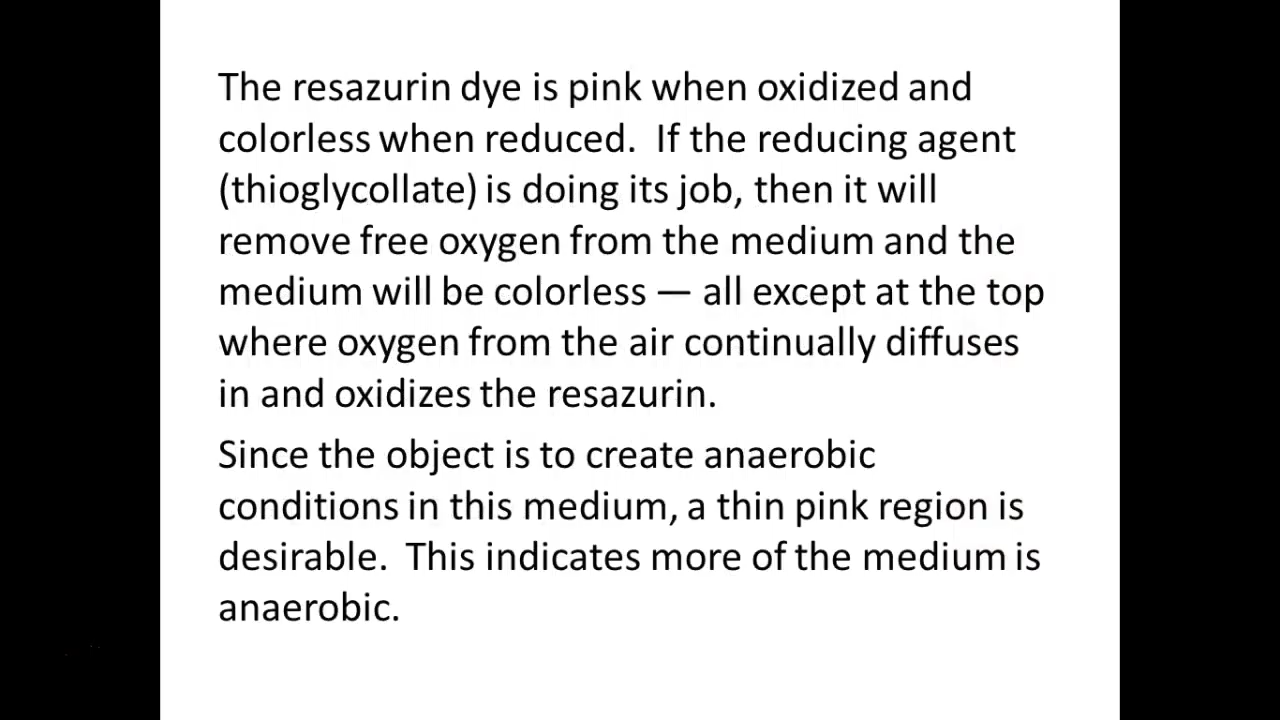 The resazurin dye is pink when oxidized and
colorless when reduced.  If the reducing agent
(thioglycollate) is doing its job, then it will
remove free oxygen from the medium and the
medium will be colorless — all except at the top
where oxygen from the air continually diffuses
in and oxidizes the resazurin.
Since the object is to create anaerobic
conditions in this medium, a thin pink region is
desirable.  This indicates more of the medium is
anaerobic.